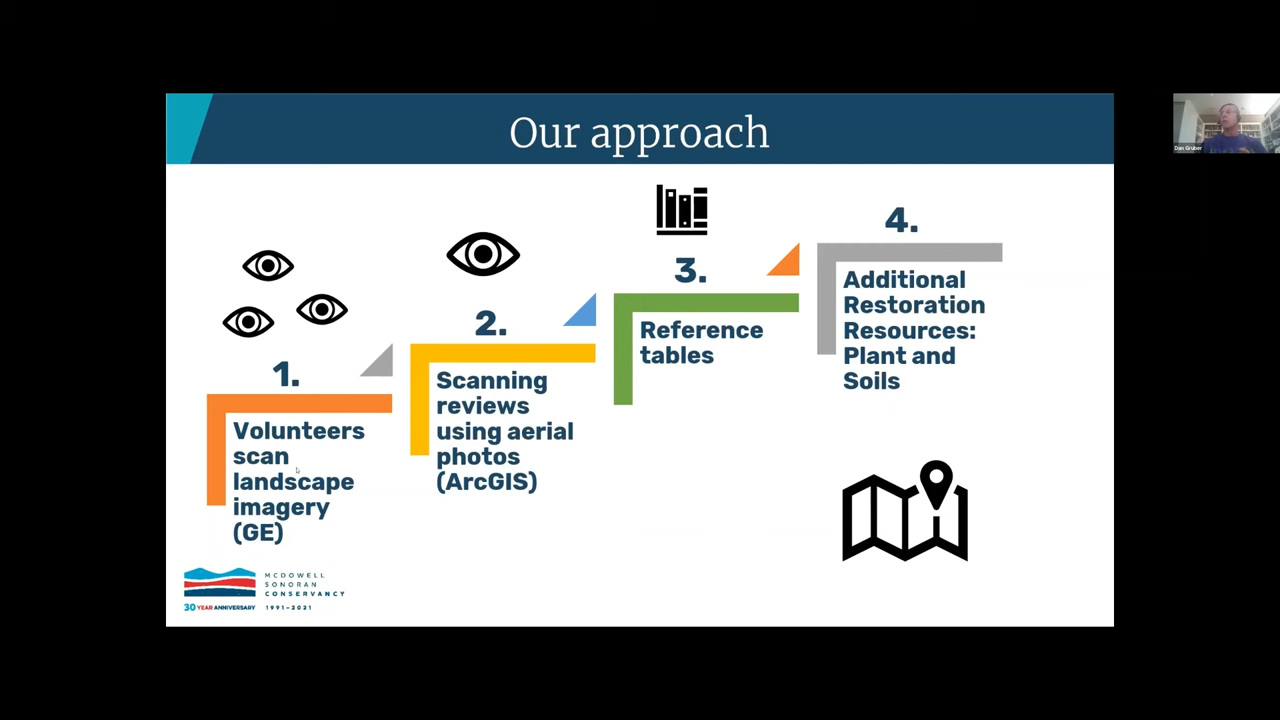 Our approach
1.
Volunteers
scan
landscape
imagery
(GE)
2.
Scanning
reviews
using aerial
photos
(ArcGIS)
3.
Reference
tables
4.
Additional
Restoration
Resources:
Plant and
Soils
MCDOWELL
SONORAN
CONSERVANCY
30 YEAR ANNIVERSARY 1991-2021
Dan Gruber